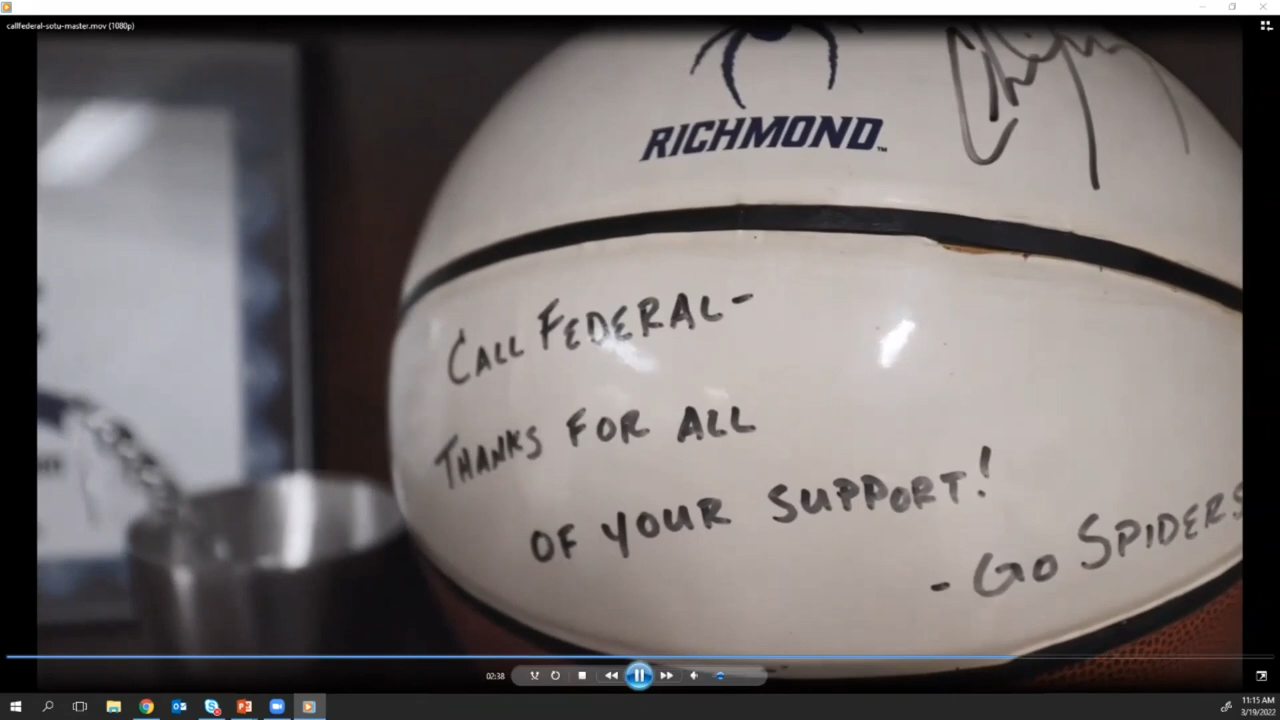 callfederal-sotu-master.mov (1080p)
RICHMOND™
CALL FEDERAL-
THANKS FOR ALL
OF YOUR SUPPORT!
- GO SPIDERS
02:38
11:15 AM
3/19/2022